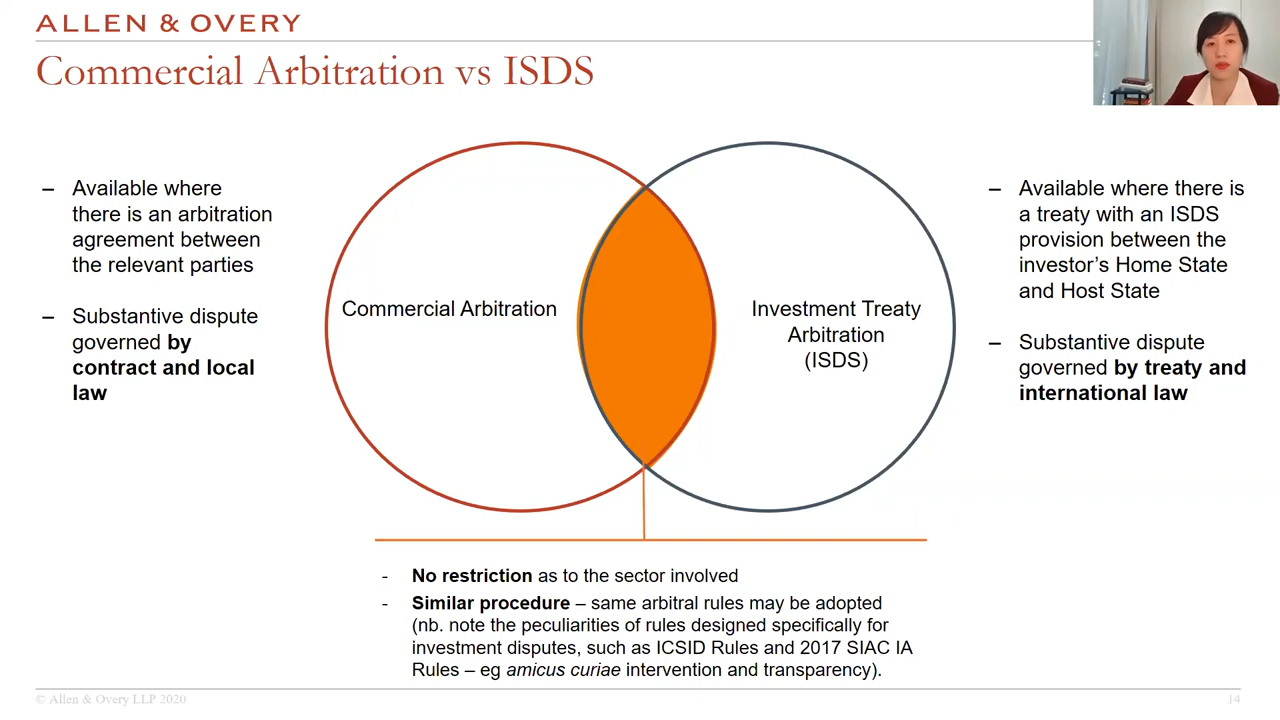 ALLEN & OVERY
Commercial Arbitration vs ISDS
– Available where
there is an arbitration
agreement between
the relevant parties
– Substantive dispute
governed by
contract and local
law
Commercial Arbitration
Investment Treaty
Arbitration
(ISDS)
– Available where there is
a treaty with an ISDS
provision between the
investor’s Home State
and Host State
– Substantive dispute
governed by treaty and
international law
- No restriction as to the sector involved
- Similar procedure – same arbitral rules may be adopted
(nb. note the peculiarities of rules designed specifically for
investment disputes, such as ICSID Rules and 2017 SIAC IA
Rules – eg amicus curiae intervention and transparency).
© Allen & Overy LLP 2020
14